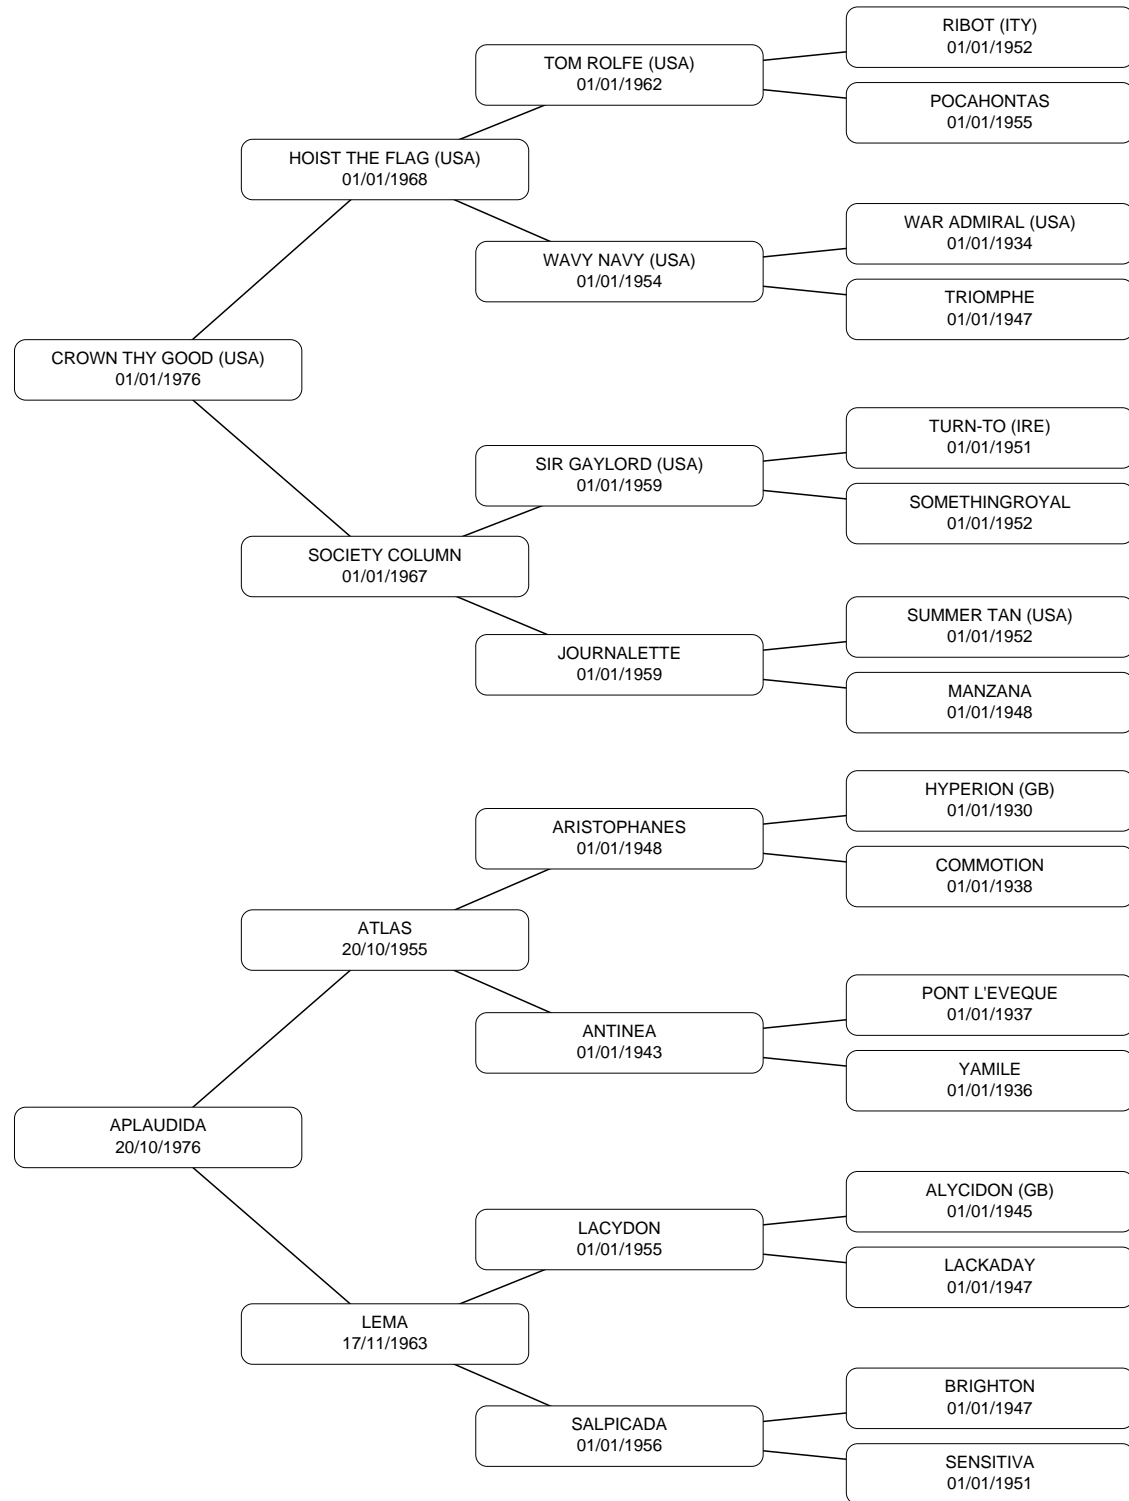 RIBOT (ITY)
01/01/1952
TOM ROLFE (USA)
01/01/1962
POCAHONTAS
01/01/1955
HOIST THE FLAG (USA)
01/01/1968
WAR ADMIRAL (USA)
01/01/1934
WAVY NAVY (USA)
01/01/1954
TRIOMPHE
01/01/1947
CROWN THY GOOD (USA)
01/01/1976
TURN-TO (IRE)
01/01/1951
SIR GAYLORD (USA)
01/01/1959
SOMETHINGROYAL
01/01/1952
SOCIETY COLUMN
01/01/1967
SUMMER TAN (USA)
01/01/1952
JOURNALETTE
01/01/1959
MANZANA
01/01/1948
HYPERION (GB)
01/01/1930
ARISTOPHANES
01/01/1948
COMMOTION
01/01/1938
ATLAS
20/10/1955
PONT L'EVEQUE
01/01/1937
ANTINEA
01/01/1943
YAMILE
01/01/1936
APLAUDIDA
20/10/1976
ALYCIDON (GB)
01/01/1945
LACYDON
01/01/1955
LACKADAY
01/01/1947
LEMA
17/11/1963
BRIGHTON
01/01/1947
SALPICADA
01/01/1956
SENSITIVA
01/01/1951